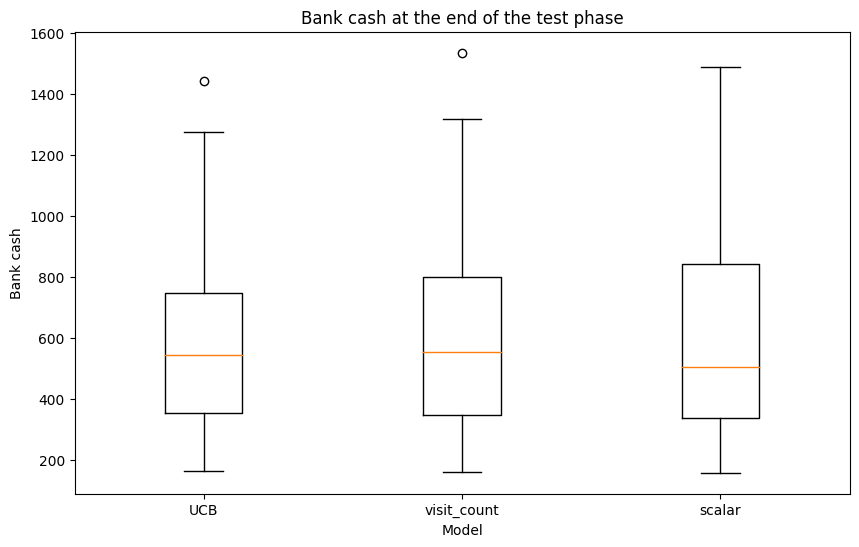 Bank cash at the end of the test phase
1600
1400
1200
1000
800
600
400
200
Bank cash
UCB visit_count scalar
Model